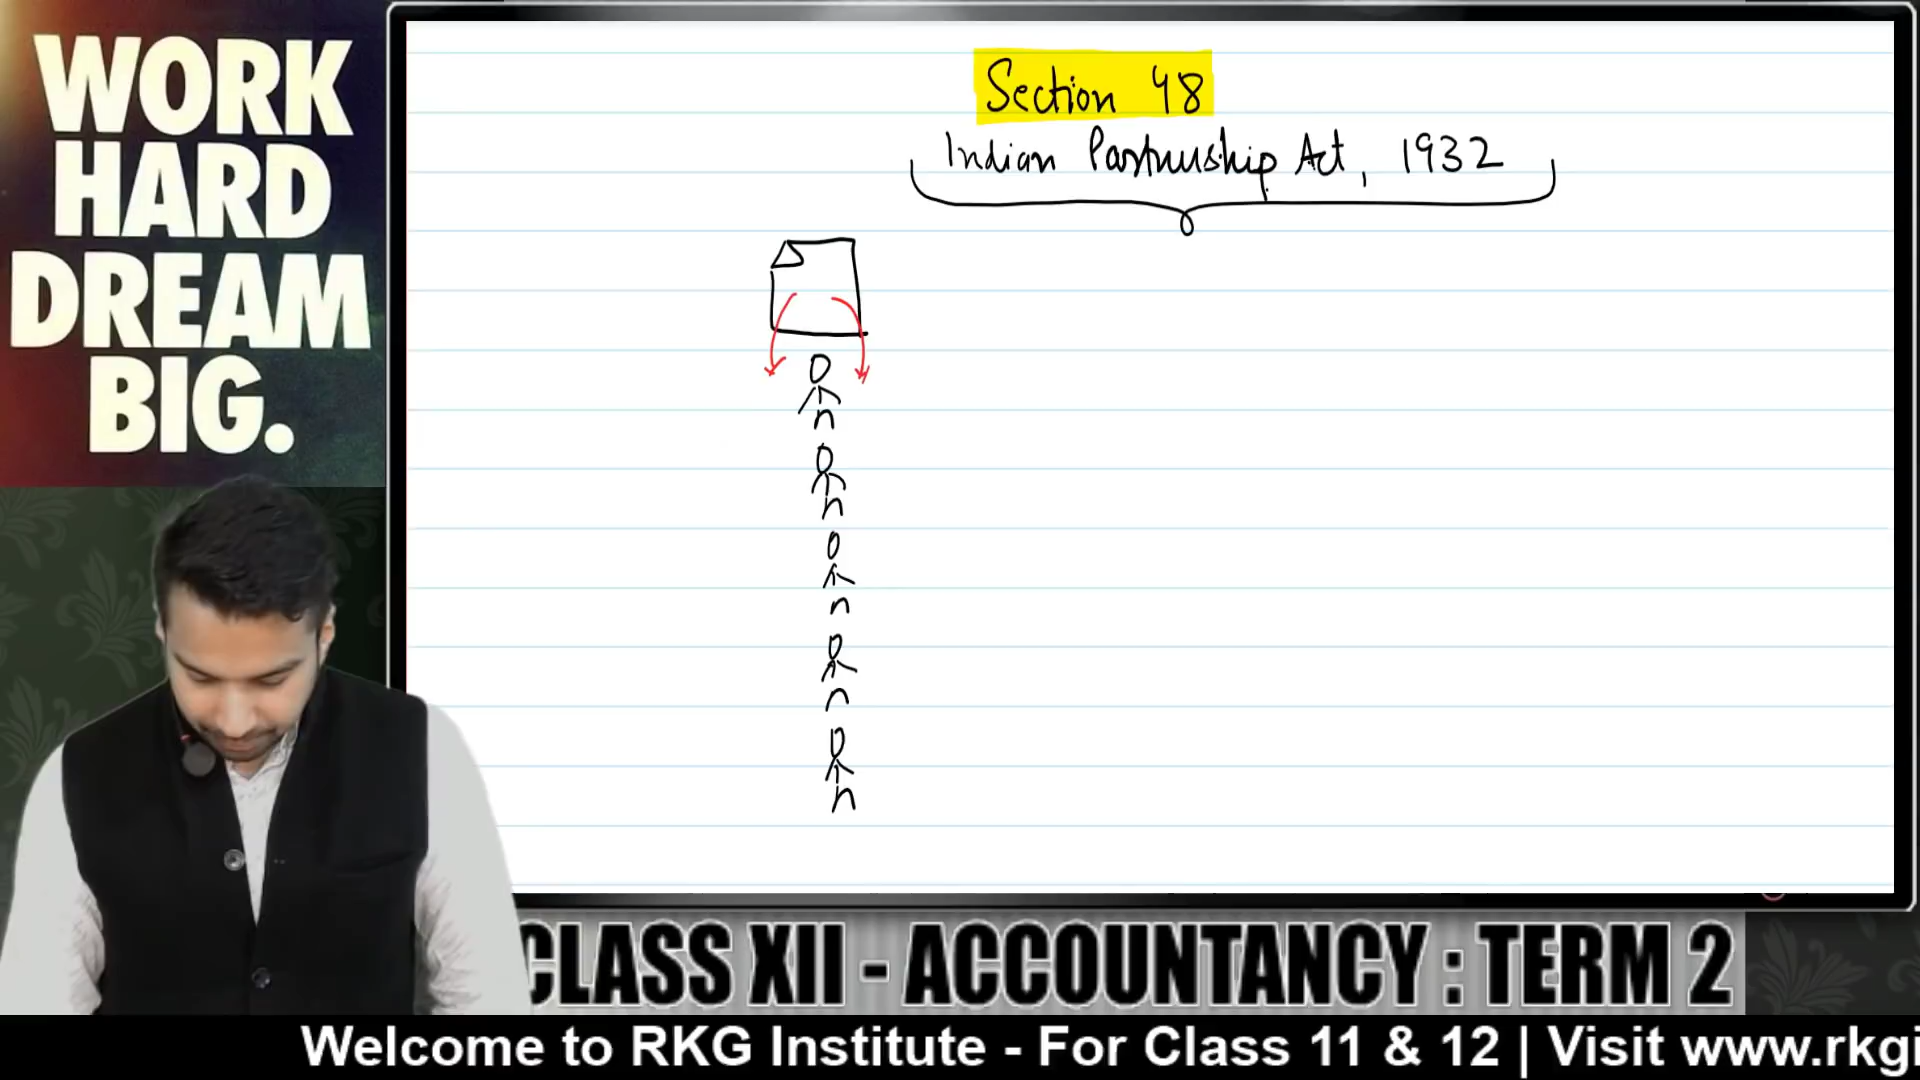 WORK
HARD
DREAM
BIG.
Section 48
Indian Partnership Act, 1932
CLASS XII - ACCOUNTANCY : TERM 2
Welcome to RKG Institute - For Class 11 & 12 | Visit www.rkgi